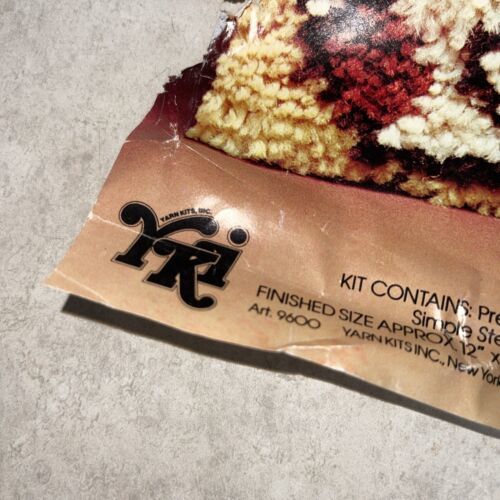 YARN KITS, INC.
YKI
KIT CONTAINS: Pre
Simple Ste
FINISHED SIZE APPROX 12" X
Art. 9600 YARN KITS INC., New York